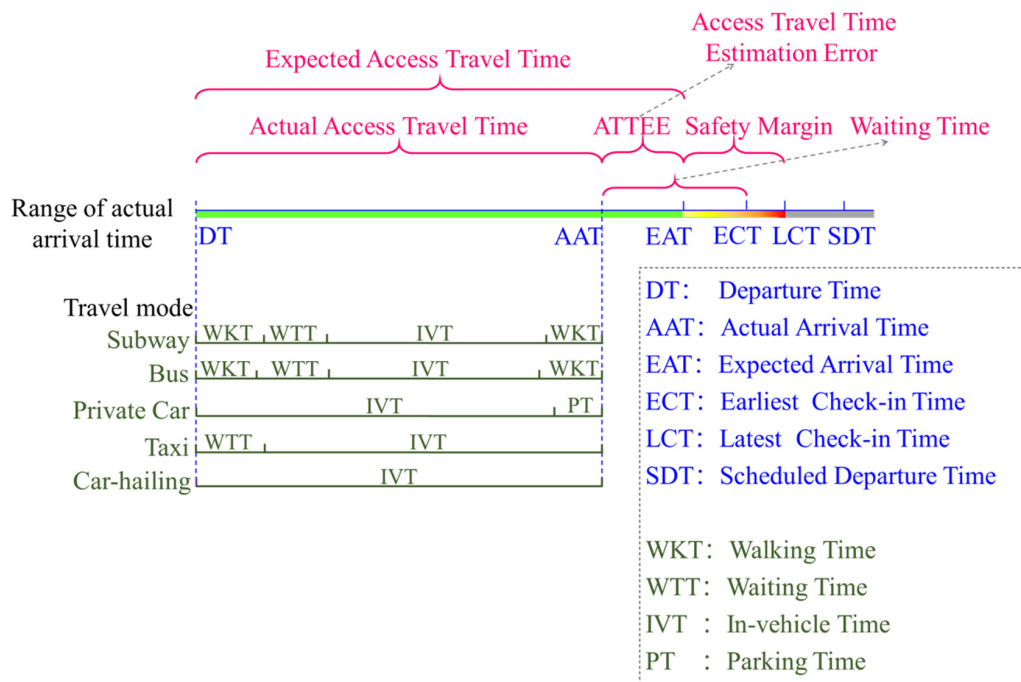 Access Travel Time
Estimation Error
Expected Access Travel Time
Actual Access Travel Time ATTEE Safety Margin Waiting Time
Range of actual
arrival time
DT AAT EAT ECT LCT SDT
Travel mode
Subway WKT WTT IVT WKT
Bus WKT WTT IVT WKT
Private Car IVT PT
Taxi WTT IVT
Car-hailing IVT
DT: Departure Time
AAT: Actual Arrival Time
EAT: Expected Arrival Time
ECT: Earliest Check-in Time
LCT: Latest Check-in Time
SDT: Scheduled Departure Time
WKT: Walking Time
WTT: Waiting Time
IVT : In-vehicle Time
PT : Parking Time